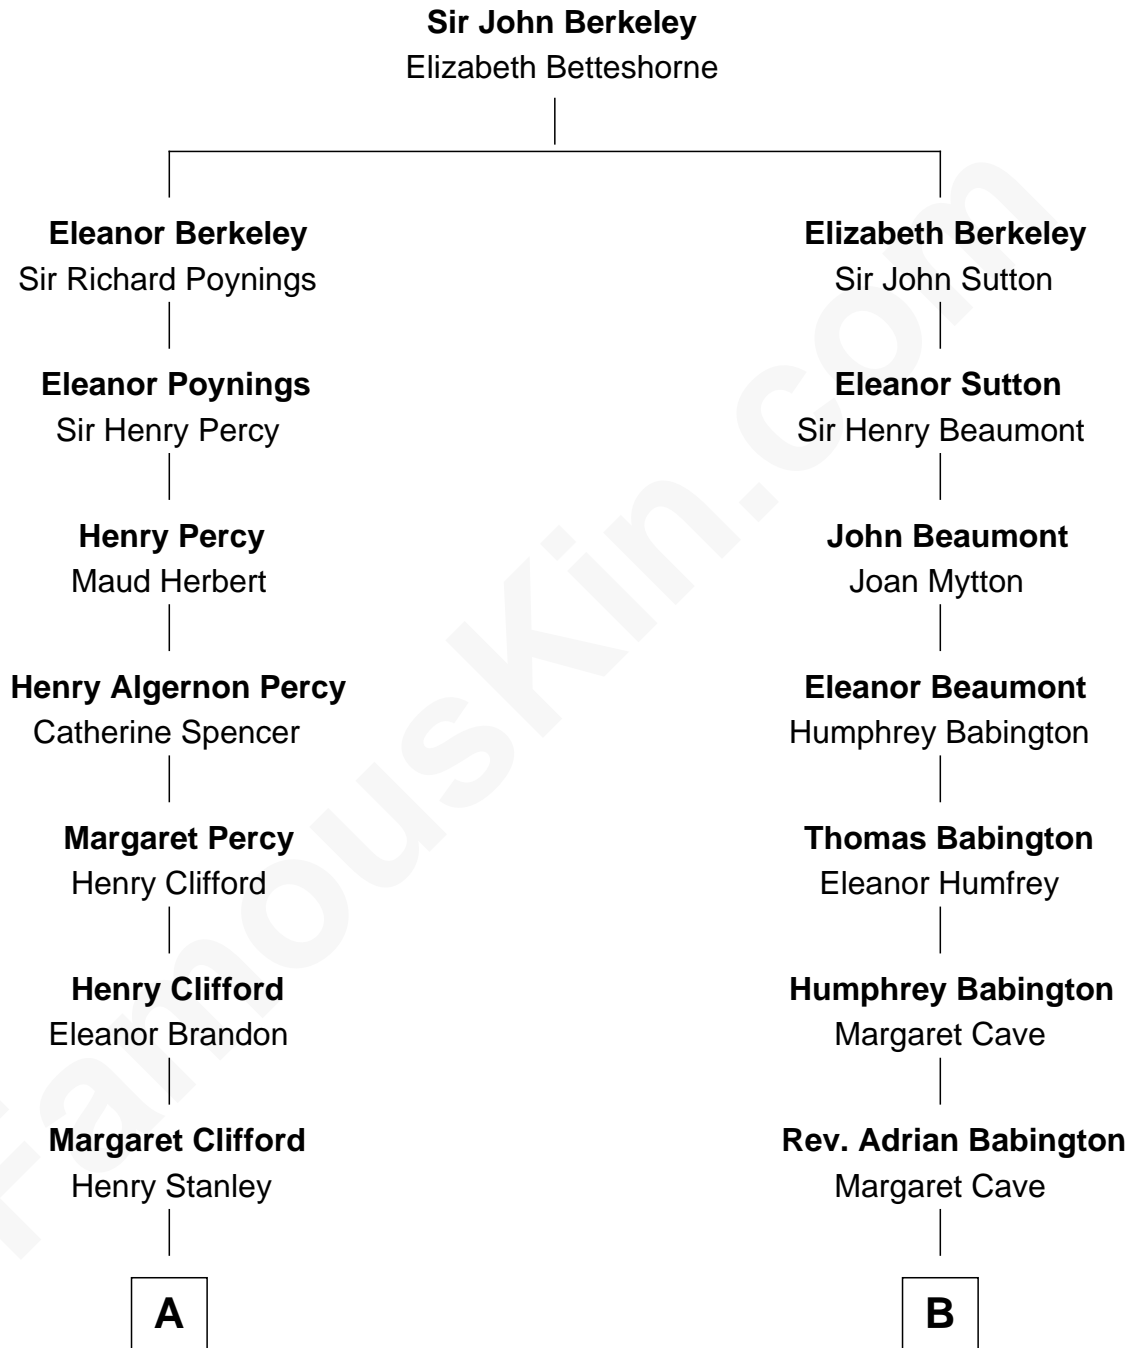 Sir John Berkeley
Elizabeth Betteshorne
Eleanor Berkeley
Sir Richard Poynings
Eleanor Poynings
Sir Henry Percy
Henry Percy
Maud Herbert
Henry Algernon Percy
Catherine Spencer
Margaret Percy
Henry Clifford
Henry Clifford
Eleanor Brandon
Margaret Clifford
Henry Stanley
A
Elizabeth Berkeley
Sir John Sutton
Eleanor Sutton
Sir Henry Beaumont
John Beaumont
Joan Mytton
Eleanor Beaumont
Humphrey Babington
Thomas Babington
Eleanor Humfrey
Humphrey Babington
Margaret Cave
Rev. Adrian Babington
Margaret Cave
B
FamousKin.com